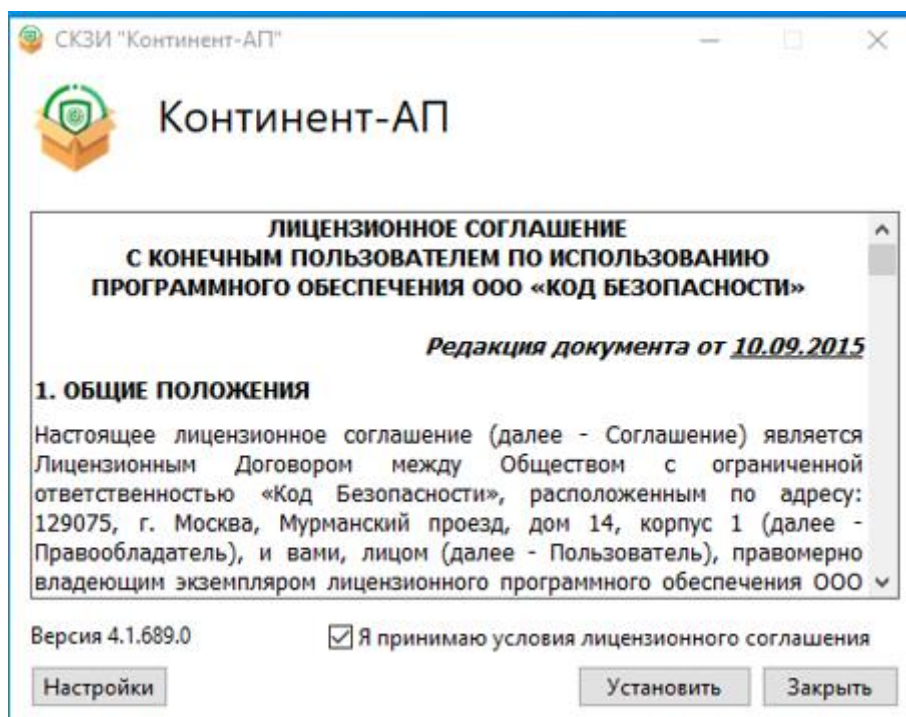 СКЗИ "Континент-АП"
Континент-АП
ЛИЦЕНЗИОННОЕ СОГЛАШЕНИЕ
С КОНЕЧНЫМ ПОЛЬЗОВАТЕЛЕМ ПО ИСПОЛЬЗОВАНИЮ
ПРОГРАММНОГО ОБЕСПЕЧЕНИЯ ООО «КОД БЕЗОПАСНОСТИ»
Редакция документа от 10.09.2015
1. ОБЩИЕ ПОЛОЖЕНИЯ
Настоящее лицензионное соглашение (далее - Соглашение) является
Лицензионным Договором между Обществом с ограниченной
ответственностью «Код Безопасности», расположенным по адресу:
129075, г. Москва, Мурманский проезд, дом 14, корпус 1 (далее -
Правообладатель), и вами, лицом (далее - Пользователь), правомерно
владеющим экземпляром лицензионного программного обеспечения ООО
Версия 4.1.689.0
Я принимаю условия лицензионного соглашения
Настройки
Установить
Закрыть